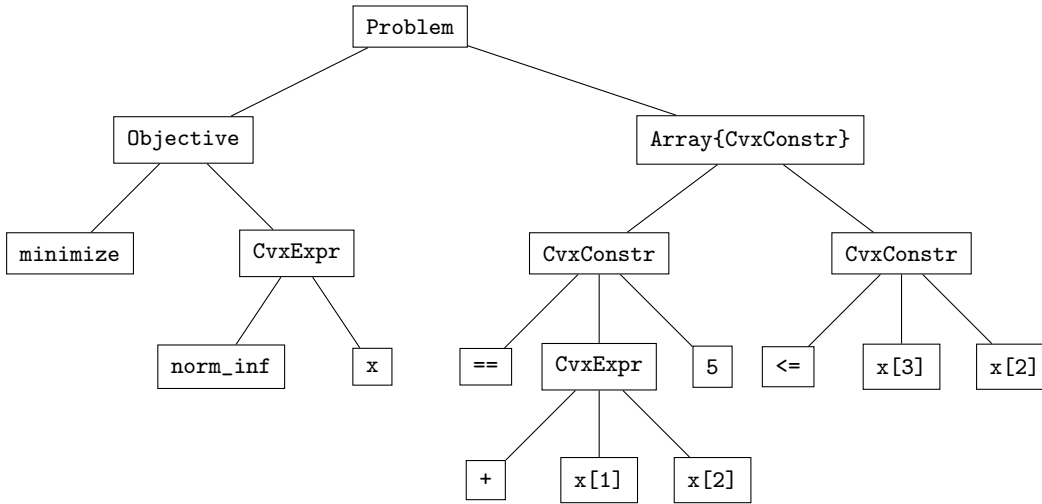 Problem
Objective
Array{CvxConstr}
minimize
CvxExpr
CvxConstr
CvxConstr
norm_inf
x
==
CvxExpr
5
<=
x[3]
x[2]
+
x[1]
x[2]